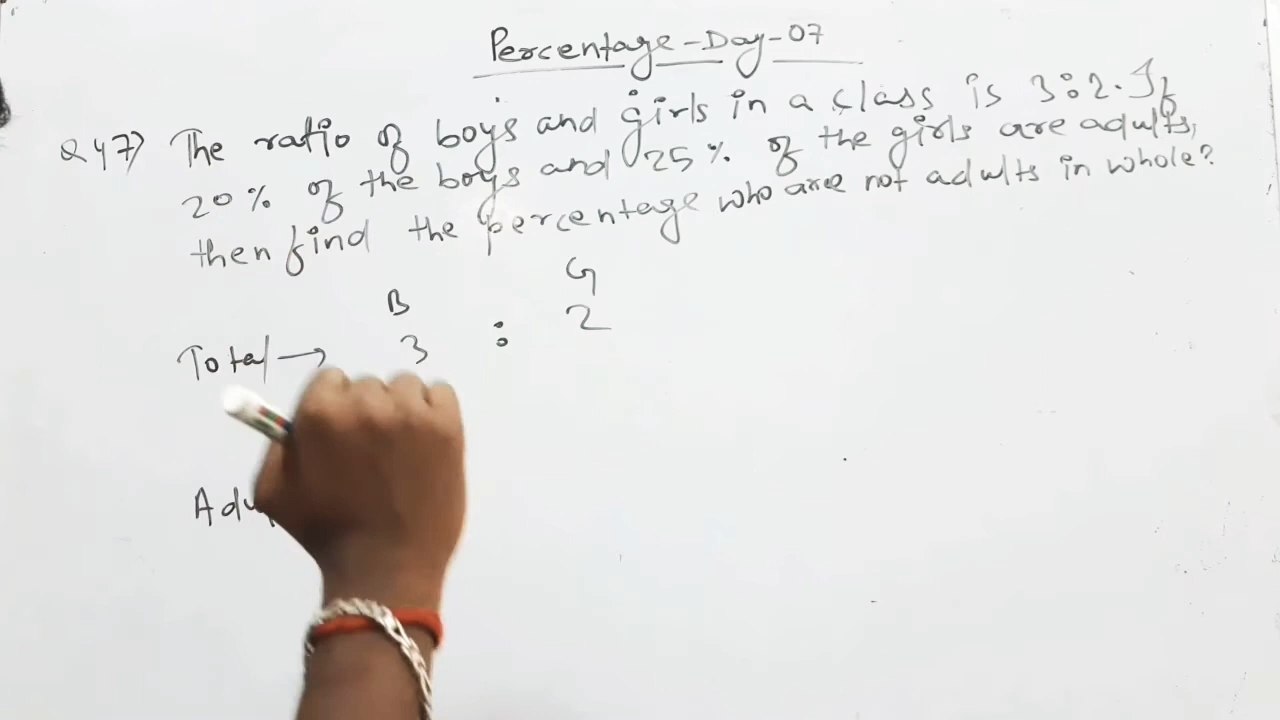 Percentage-Day-07
Q47) The ratio of boys and girls in a class is 3:2. If
20% of the boys and 25% of the girls are adults,
then find the percentage who are not adults in whole?
B G
Total → 3 : 2